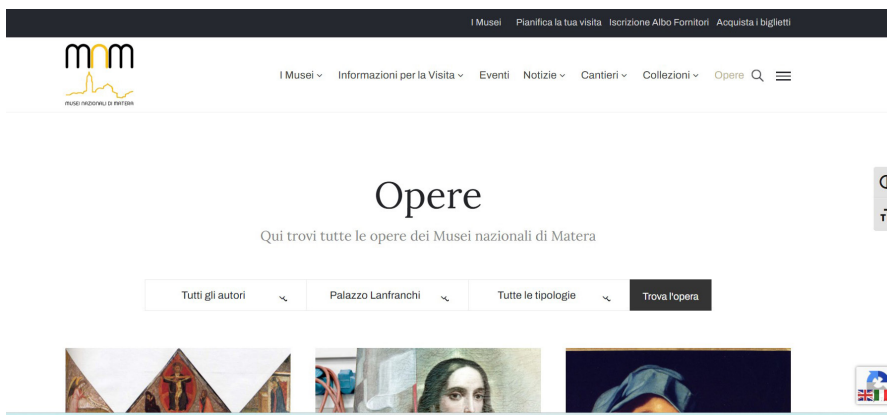 I Musei Pianifica la tua visita Iscrizione Albo Fornitori Acquista i biglietti
mnm
MUSEI NAZIONALI DI MATERA
I Musei Informazioni per la Visita Eventi Notizie Cantieri Collezioni Opere
Opere
Qui trovi tutte le opere dei Musei nazionali di Matera
Tutti gli autori Palazzo Lanfranchi Tutte le tipologie Trova l'opera